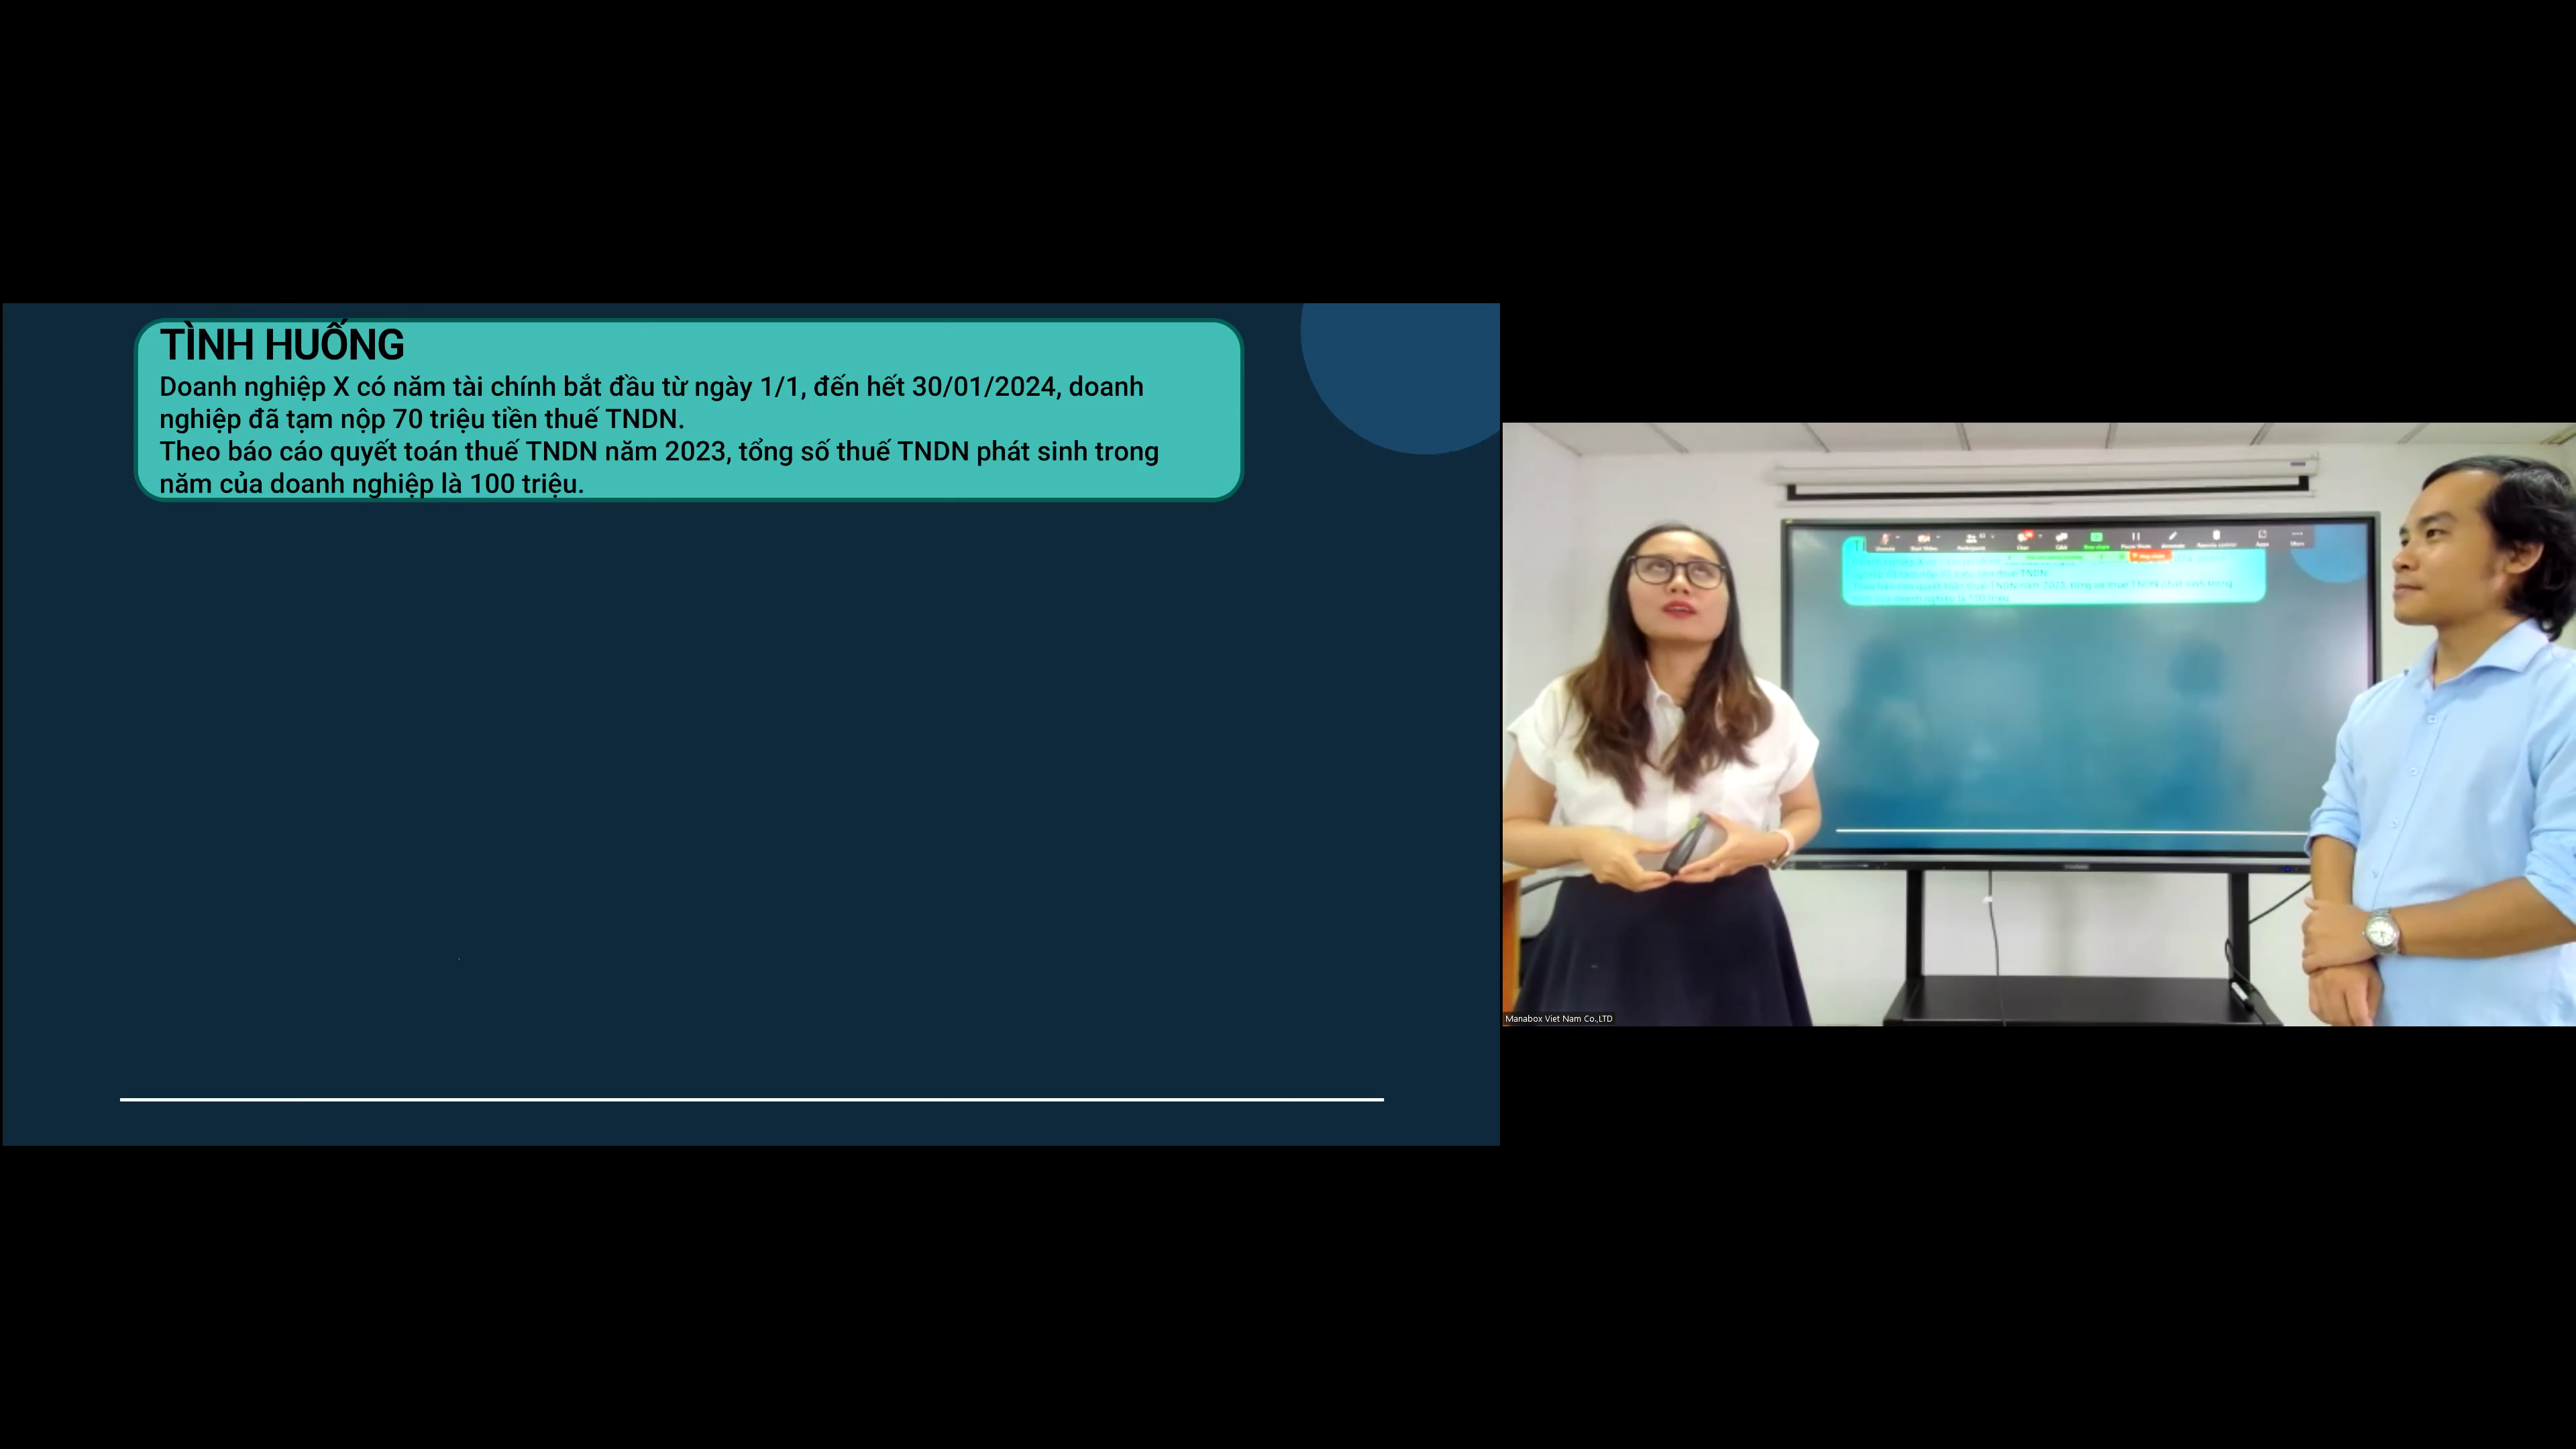 TÌNH HUỐNG
Doanh nghiệp X có năm tài chính bắt đầu từ ngày 1/1, đến hết 30/01/2024, doanh
nghiệp đã tạm nộp 70 triệu tiền thuế TNDN.
Theo báo cáo quyết toán thuế TNDN năm 2023, tổng số thuế TNDN phát sinh trong
năm của doanh nghiệp là 100 triệu.
Manabox Viet Nam Co.,LTD